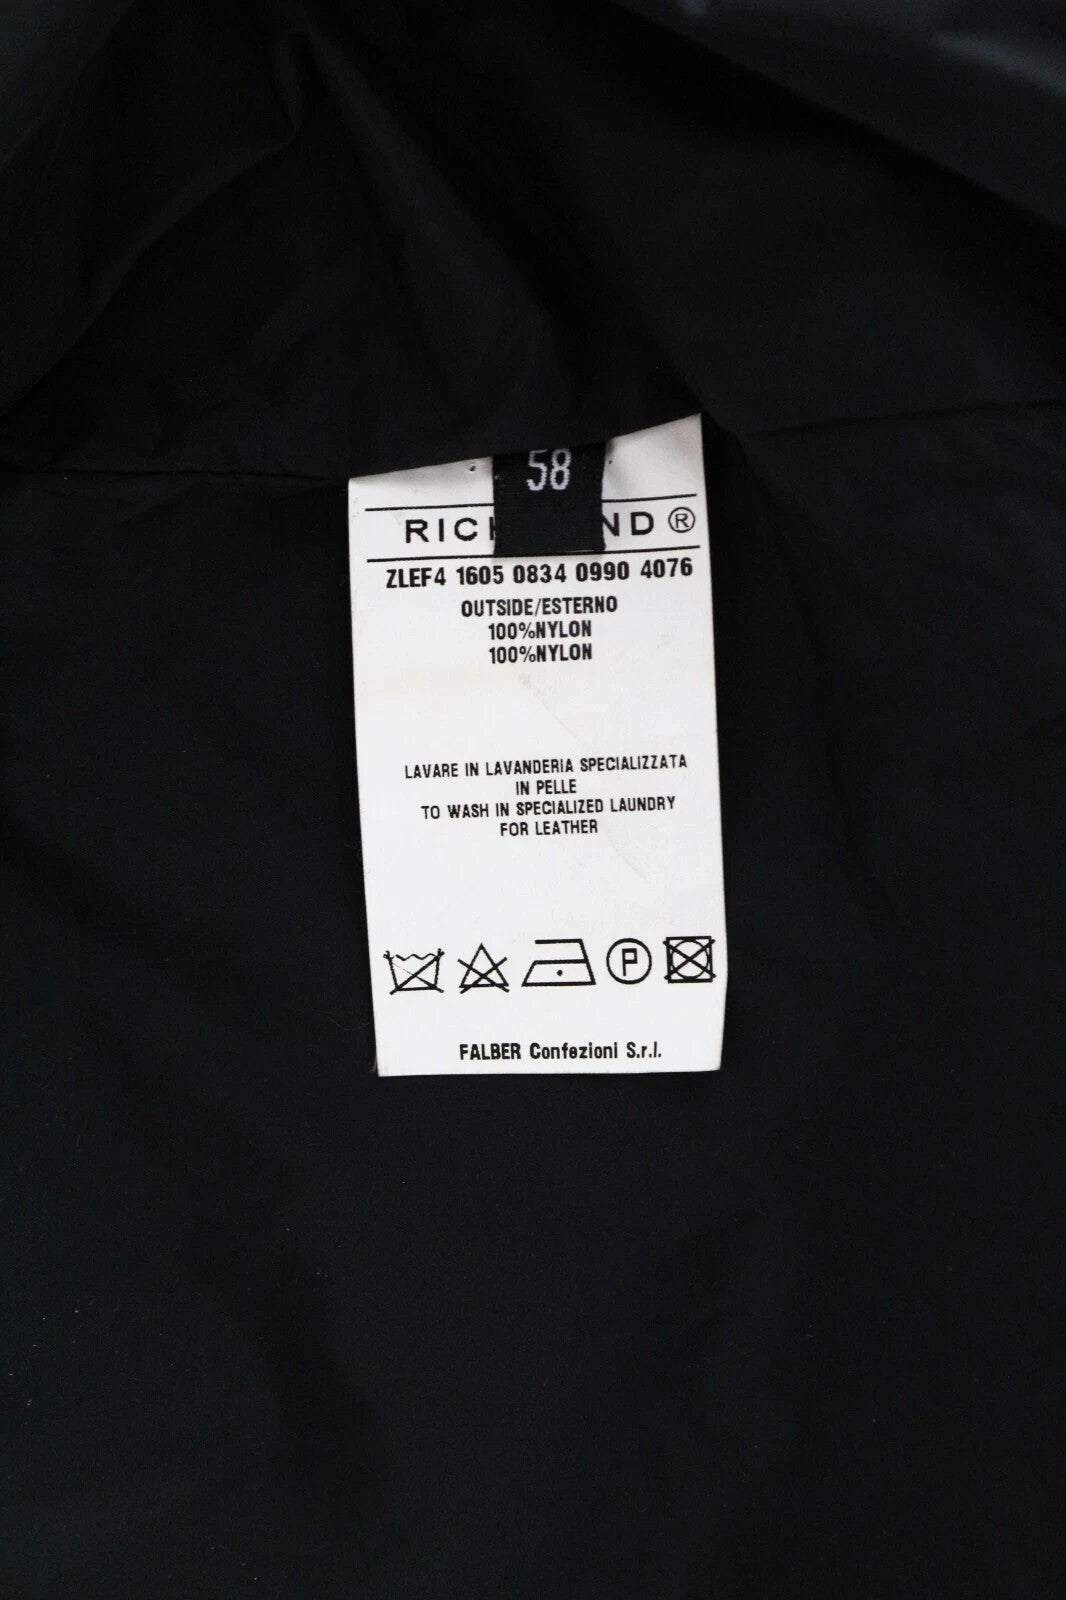 58
ND®
ZLEF4 1605 0834 0990 4076
OUTSIDE/ESTERNO
100%NYLON
100%NYLON
LAVARE IN LAVANDERIA SPECIALIZZATA
IN PELLE
TO WASH IN SPECIALIZED LAUNDRY
FOR LEATHER
P
FALBER Confezioni S.r.l.